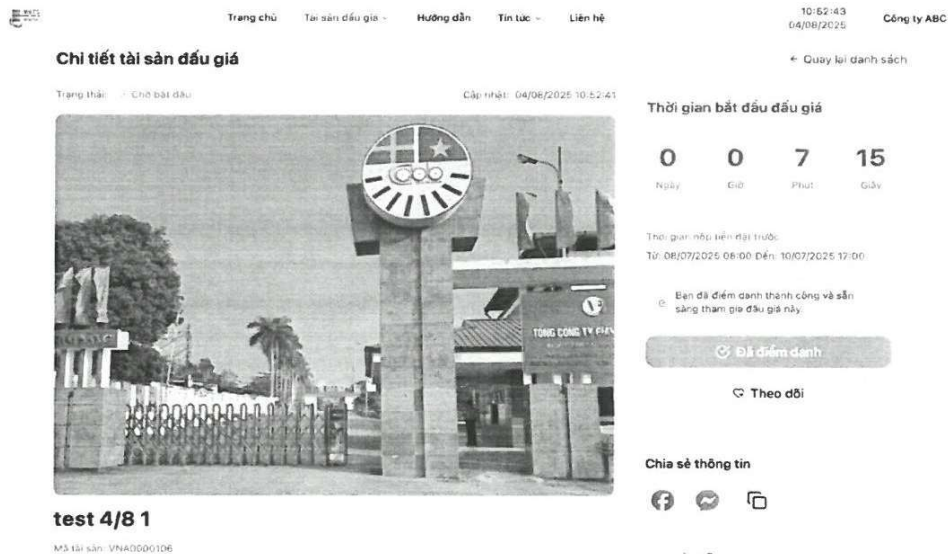 Trang chủ Tài sản đấu giá Hướng dẫn Tin tức Liên hệ
10:52:43
04/08/2025
Công ty ABC
Chi tiết tài sản đấu giá
← Quay lại danh sách
Trạng thái: Chờ bắt đầu
Cập nhật: 04/08/2025 10:52:41
Thời gian bắt đầu đấu giá
0 0 7 15
Ngày Giờ Phút Giây
Thời gian nộp tiền đặt trước
Từ: 08/07/2025 08:00 Đến: 10/07/2025 17:00
Bạn đã điểm danh thành công và sẵn
sàng tham gia đấu giá này.
Đã điểm danh
Theo dõi
TỔNG CÔNG TY
Chia sẻ thông tin
test 4/8 1
Mã tài sản: VNA0000106